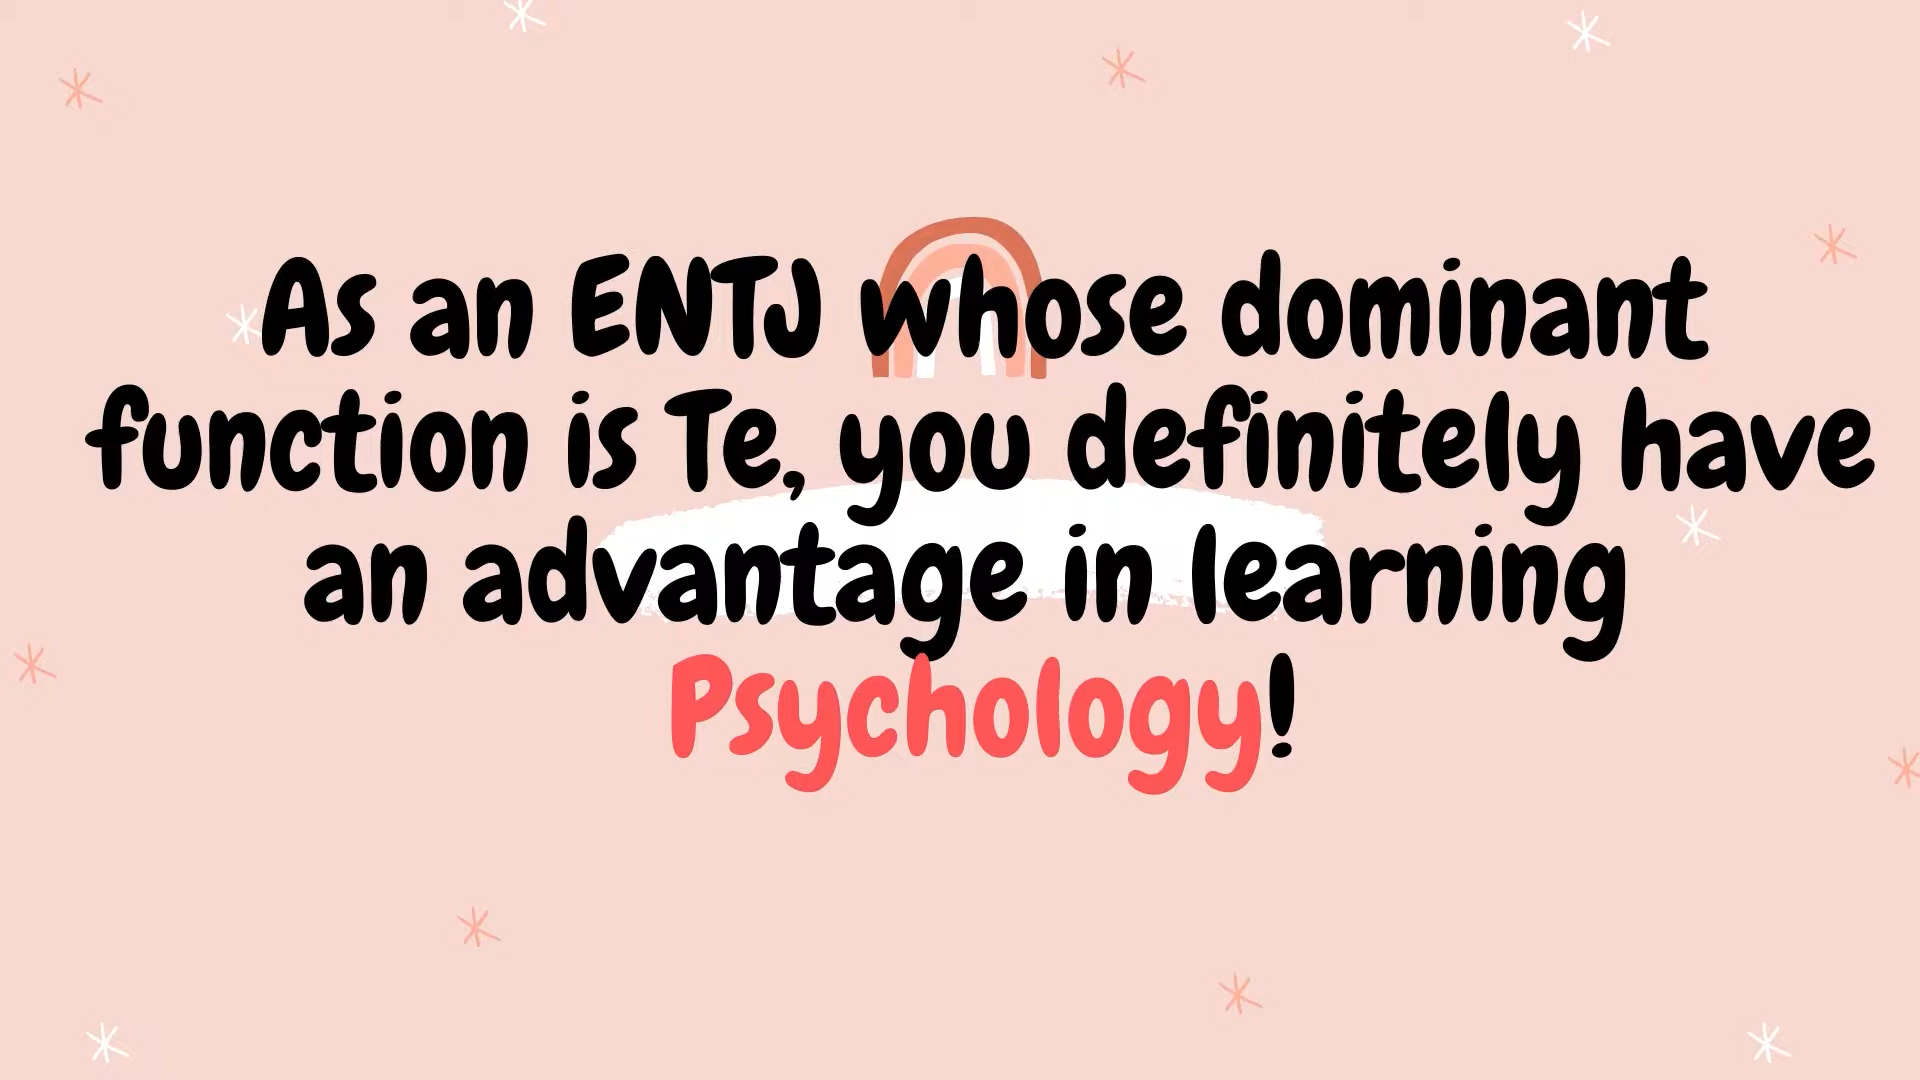 As an ENTJ whose dominant
function is Te, you definitely have
an advantage in learning
Psychology!